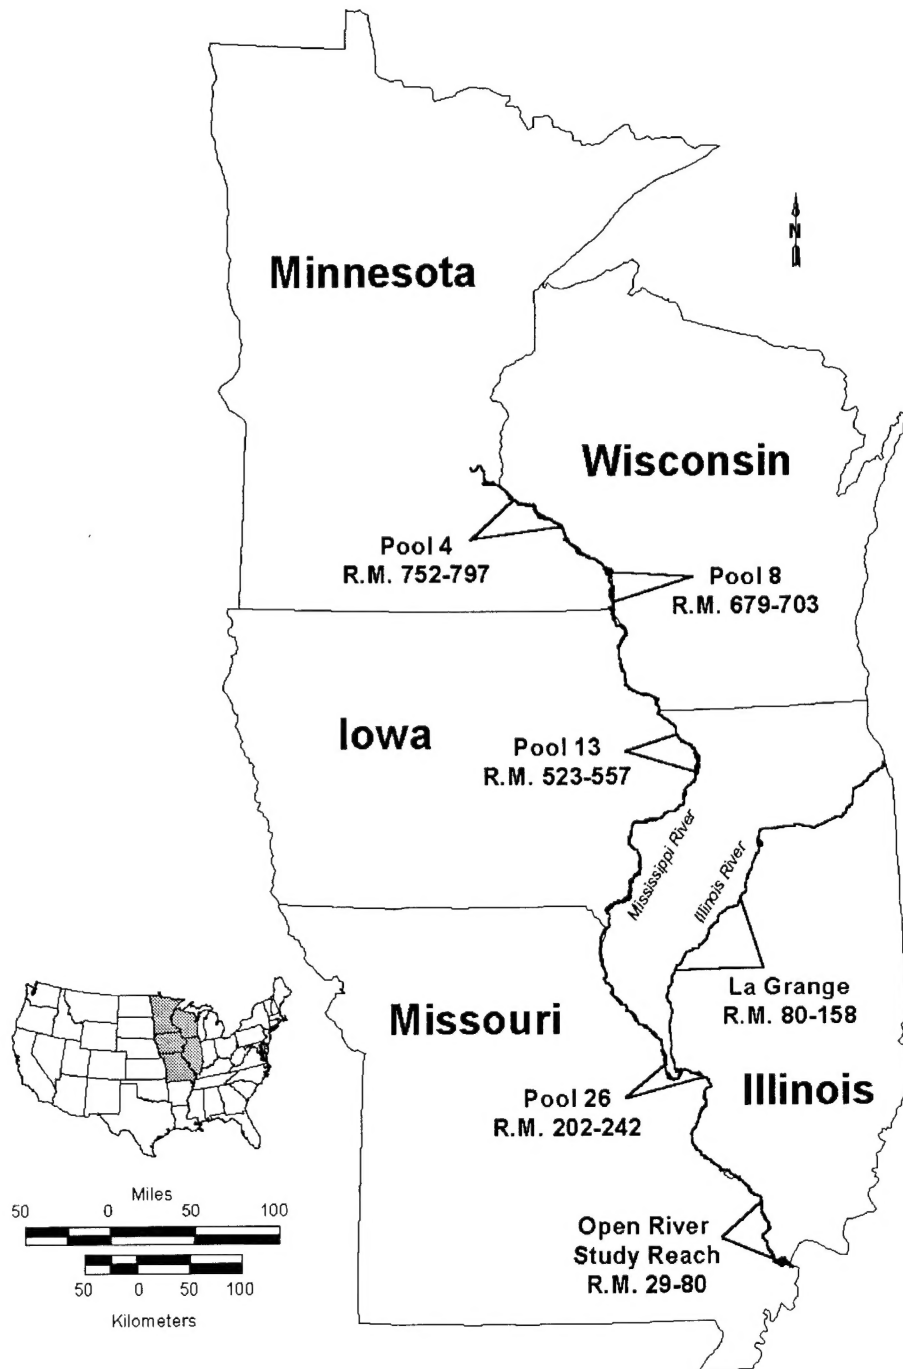 N
Minnesota
Wisconsin
Pool 4
R.M. 752-797
Pool 8
R.M. 679-703
Iowa
Pool 13
R.M. 523-557
Mississippi River
Illinois River
La Grange
R.M. 80-158
Missouri
Pool 26
R.M. 202-242
Illinois
Open River
Study Reach
R.M. 29-80
Miles
50 0 50 100
50 0 50 100
Kilometers